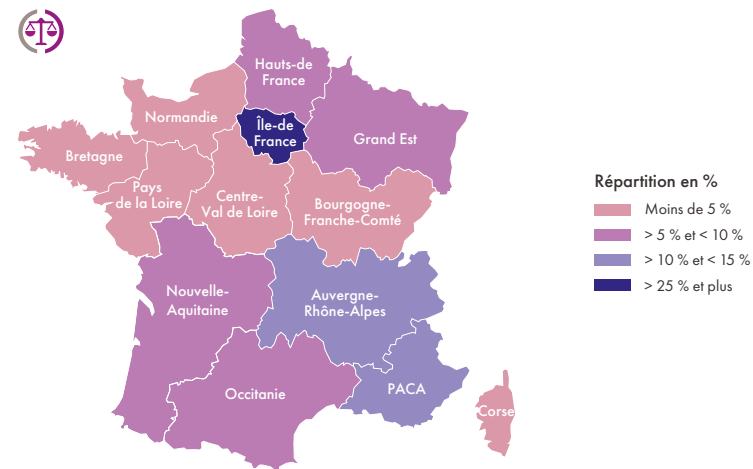 Hauts-de
France
Normandie
Île-de
France
Grand Est
Bretagne
Pays
de la Loire
Centre-
Val de Loire
Bourgogne-
Franche-Comté
Nouvelle-
Aquitaine
Auvergne-
Rhône-Alpes
Occitanie
PACA
Corse
Répartition en %
Moins de 5 %
> 5 % et < 10 %
> 10 % et < 15 %
> 25 % et plus